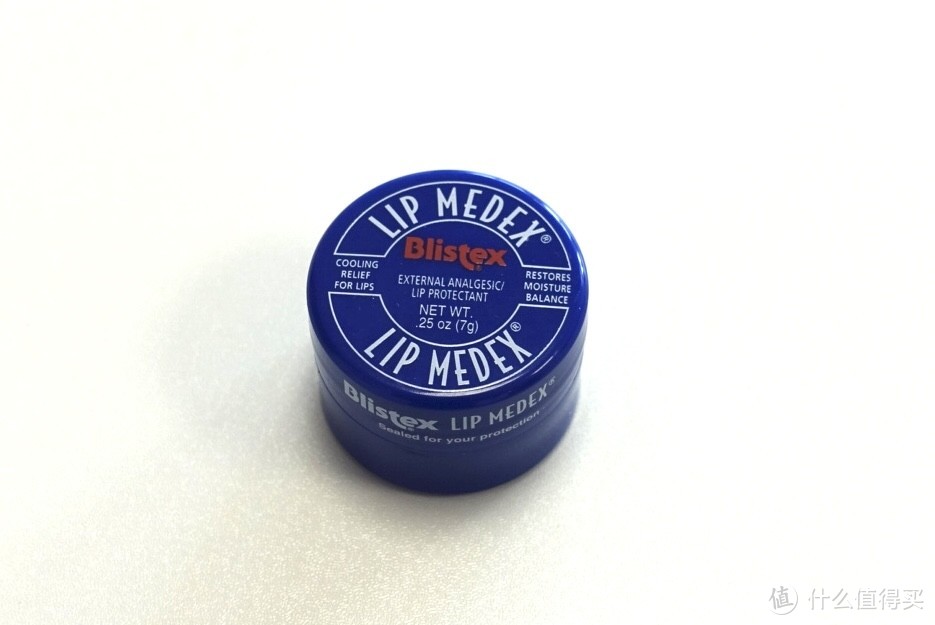 LIP MEDEX®
Blistex®
COOLING
RELIEF
FOR LIPS
EXTERNAL ANALGESIC/
LIP PROTECTANT
RESTORES
MOISTURE
BALANCE
NET WT.
.25 oz (7g)
LIP MEDEX®
Blistex® LIP MEDEX®
Sealed for your protection
值 什么值得买